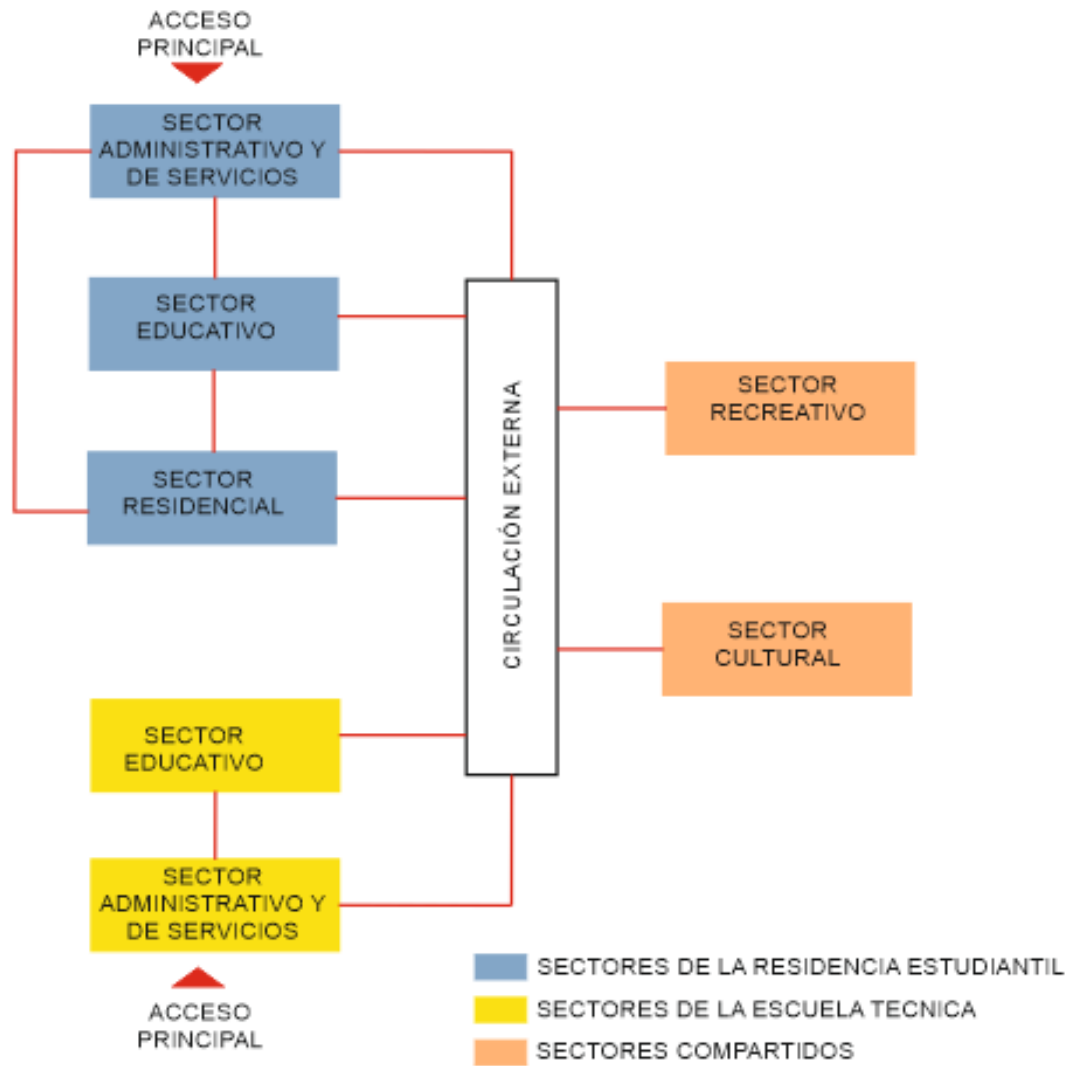 ACCESO
PRINCIPAL
SECTOR
ADMINISTRATIVO Y
DE SERVICIOS
SECTOR
EDUCATIVO
SECTOR
RESIDENCIAL
CIRCULACIÓN EXTERNA
SECTOR
RECREATIVO
SECTOR
CULTURAL
SECTOR
EDUCATIVO
SECTOR
ADMINISTRATIVO Y
DE SERVICIOS
ACCESO
PRINCIPAL
SECTORES DE LA RESIDENCIA ESTUDIANTIL
SECTORES DE LA ESCUELA TECNICA
SECTORES COMPARTIDOS